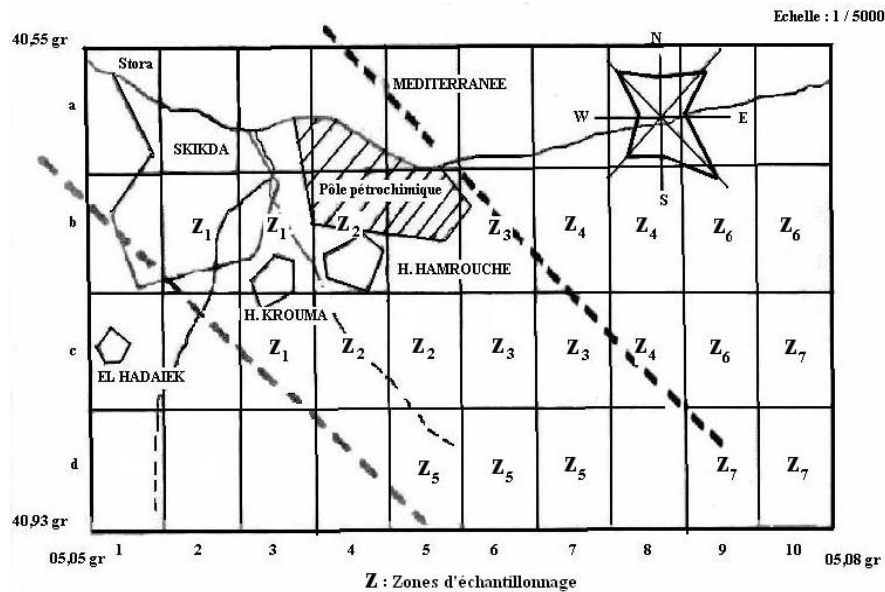 Echelle : 1 / 5000
40,55 gr
N
Stora
MEDITERRANEE
a
W
E
SKIKDA
Pôle pétrochimique
S
b
Z1 Z1 Z2 Z3 Z4 Z4 Z6 Z6
H. HAMROUCHE
H. KROUMA
c
Z1 Z2 Z2 Z3 Z3 Z4 Z6 Z7
EL HADAIEK
d
Z5 Z5 Z5 Z7 Z7
40,93 gr
05,05 gr 1 2 3 4 5 6 7 8 9 10 05,08 gr
Z : Zones d'échantillonnage